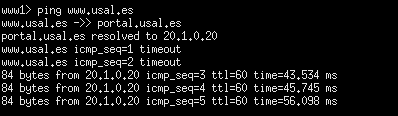 www1> ping www.usal.es
www.usal.es ->> portal.usal.es
portal.usal.es resolved to 20.1.0.20
www.usal.es icmp_seq=1 timeout
www.usal.es icmp_seq=2 timeout
84 bytes from 20.1.0.20 icmp_seq=3 ttl=60 time=43.534 ms
84 bytes from 20.1.0.20 icmp_seq=4 ttl=60 time=45.745 ms
84 bytes from 20.1.0.20 icmp_seq=5 ttl=60 time=56.098 ms